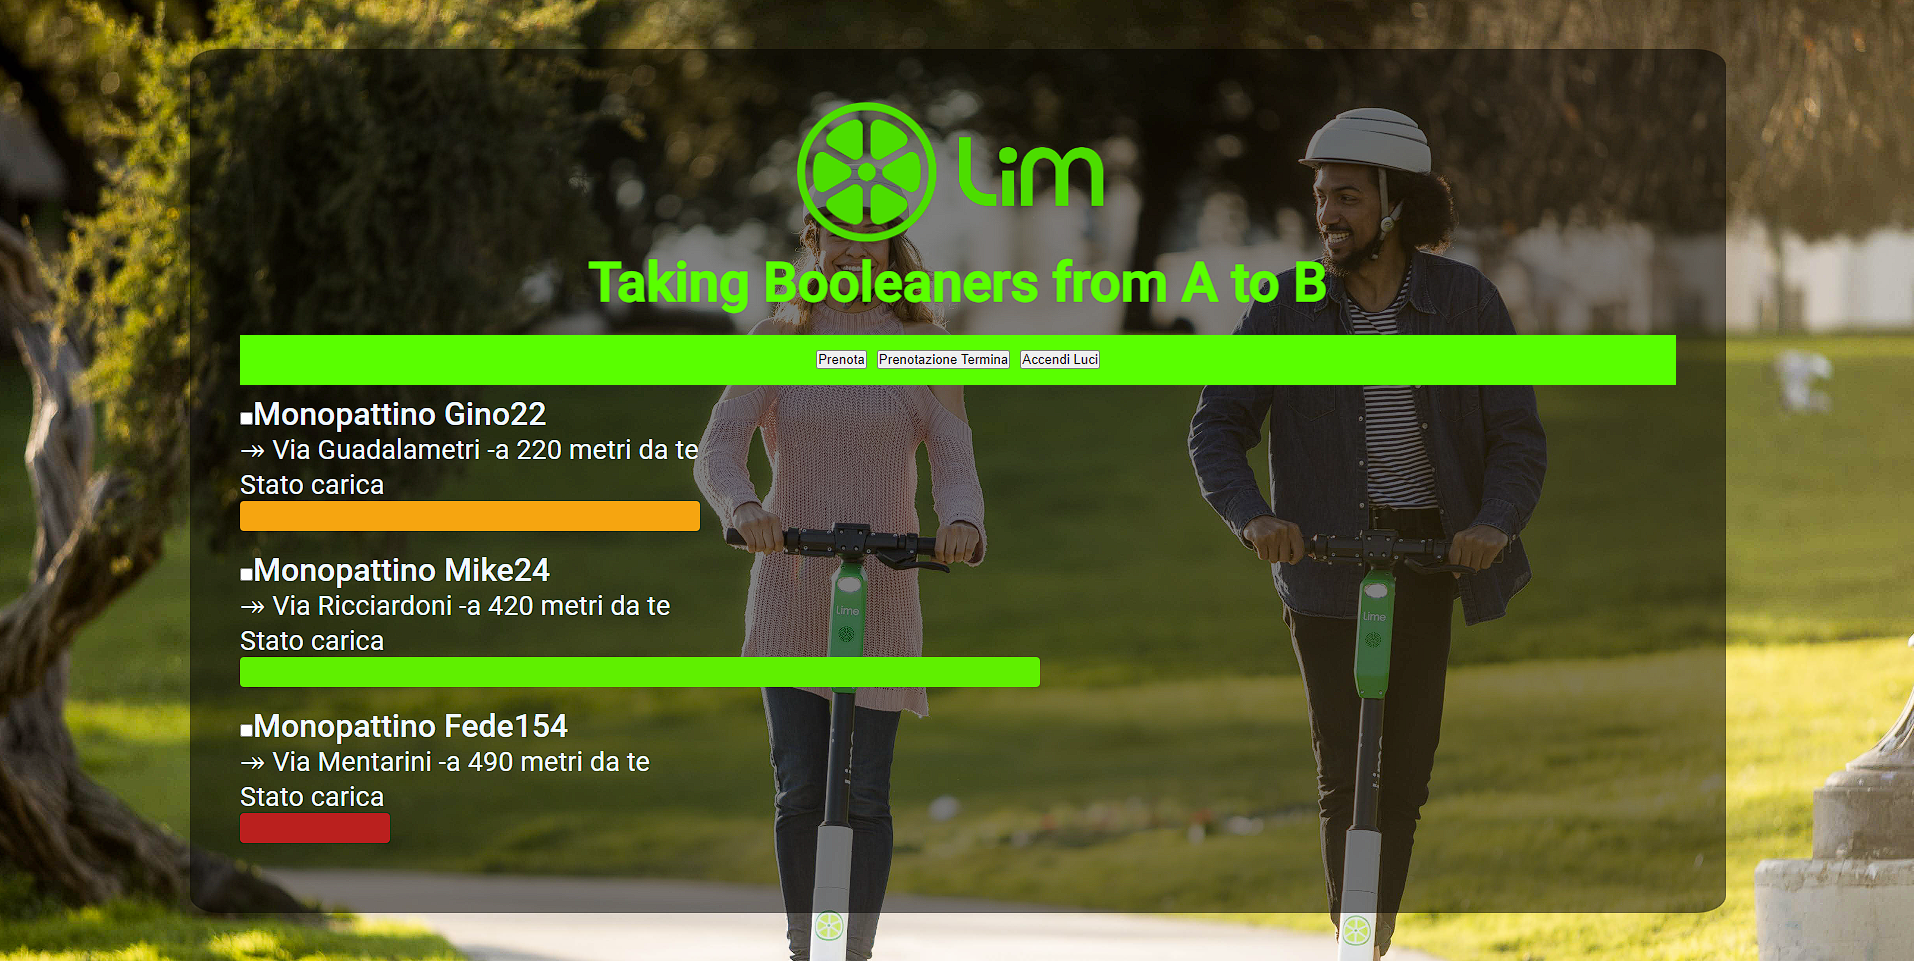 Lim
Taking Booleaners from A to B
Prenota Prenotazione Termina Accendi Luci
Monopattino Gino22
↠ Via Guadalametri -a 220 metri da te
Stato carica
Monopattino Mike24
↠ Via Ricciardoni -a 420 metri da te
Stato carica
Lime
Lime
Monopattino Fede154
↠ Via Mentarini -a 490 metri da te
Stato carica